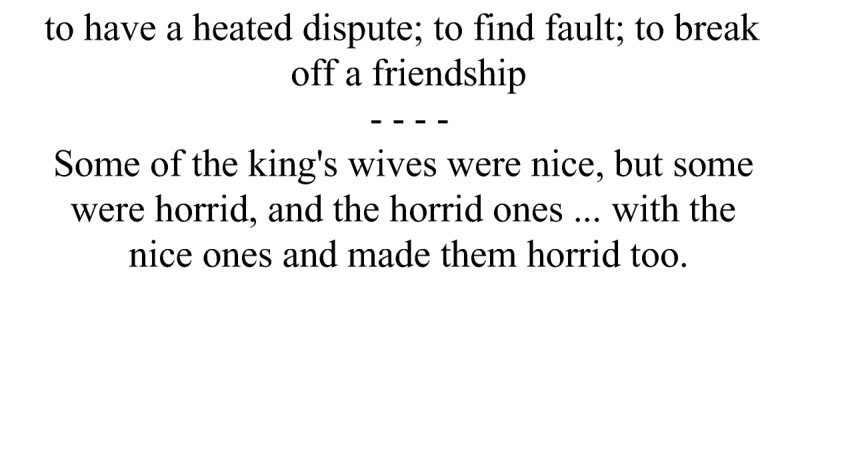 to have a heated dispute; to find fault; to break
off a friendship
- - - -
Some of the king's wives were nice, but some
were horrid, and the horrid ones ... with the
nice ones and made them horrid too.